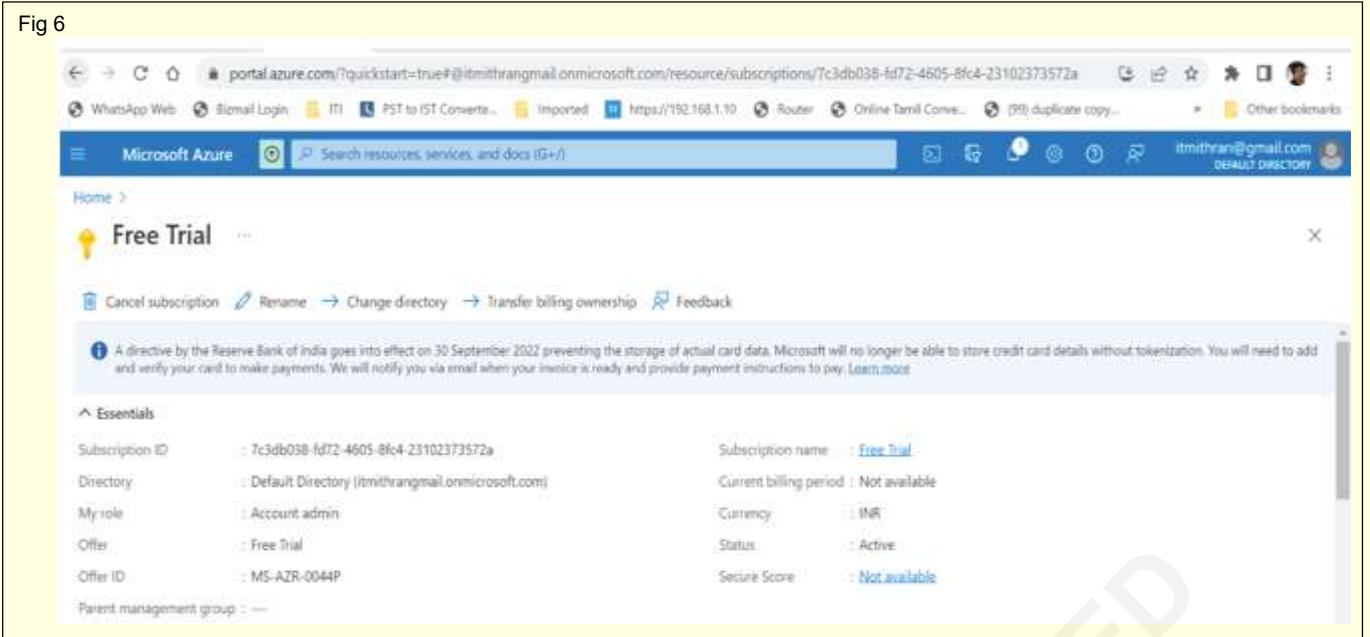 Fig 6
portal.azure.com/?quickstart=true#@itmithrangmail.onmicrosoft.com/resource/subscriptions/7c3db038-fd72-4605-8fc4-23102373572a
WhatsApp Web Bizmail Login ITI PST to IST Converte... Imported https://192.168.1.10 Router Online Tamil Conve... (99) duplicate copy... » Other bookmarks
Microsoft Azure Search resources, services, and docs (G+/) 1 itmithran@gmail.com
DEFAULT DIRECTORY
Home >
Free Trial ...
Cancel subscription Rename Change directory Transfer billing ownership Feedback
A directive by the Reserve Bank of India goes into effect on 30 September 2022 preventing the storage of actual card data. Microsoft will no longer be able to store credit card details without tokenization. You will need to add
and verify your card to make payments. We will notify you via email when your invoice is ready and provide payment instructions to pay. Learn more
Essentials
Subscription ID : 7c3db038-fd72-4605-8fc4-23102373572a Subscription name : Free Trial
Directory : Default Directory (itmithrangmail.onmicrosoft.com) Current billing period : Not available
My role : Account admin Currency : INR
Offer : Free Trial Status : Active
Offer ID : MS-AZR-0044P Secure Score : Not available
Parent management group : ---